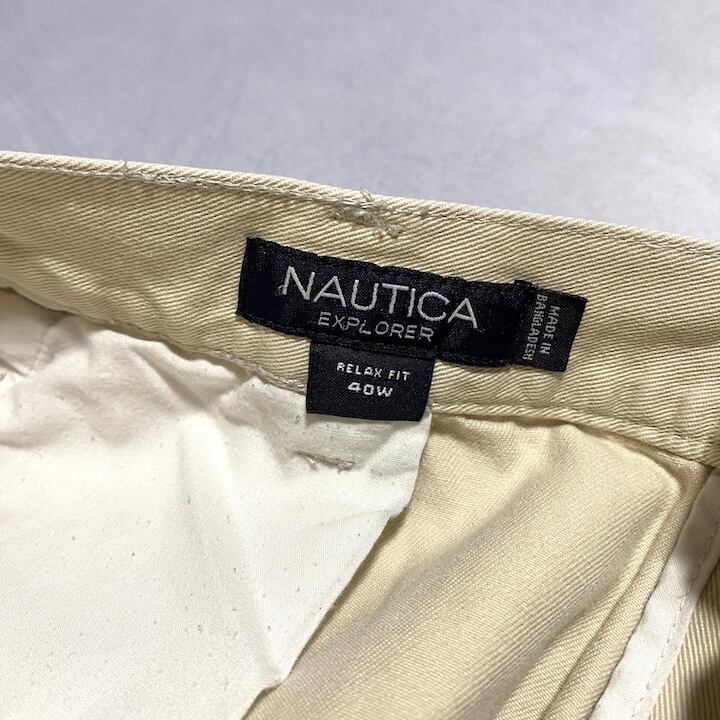 NAUTICA
EXPLORER
RELAX FIT
40W
MADE IN
BANGLADESH